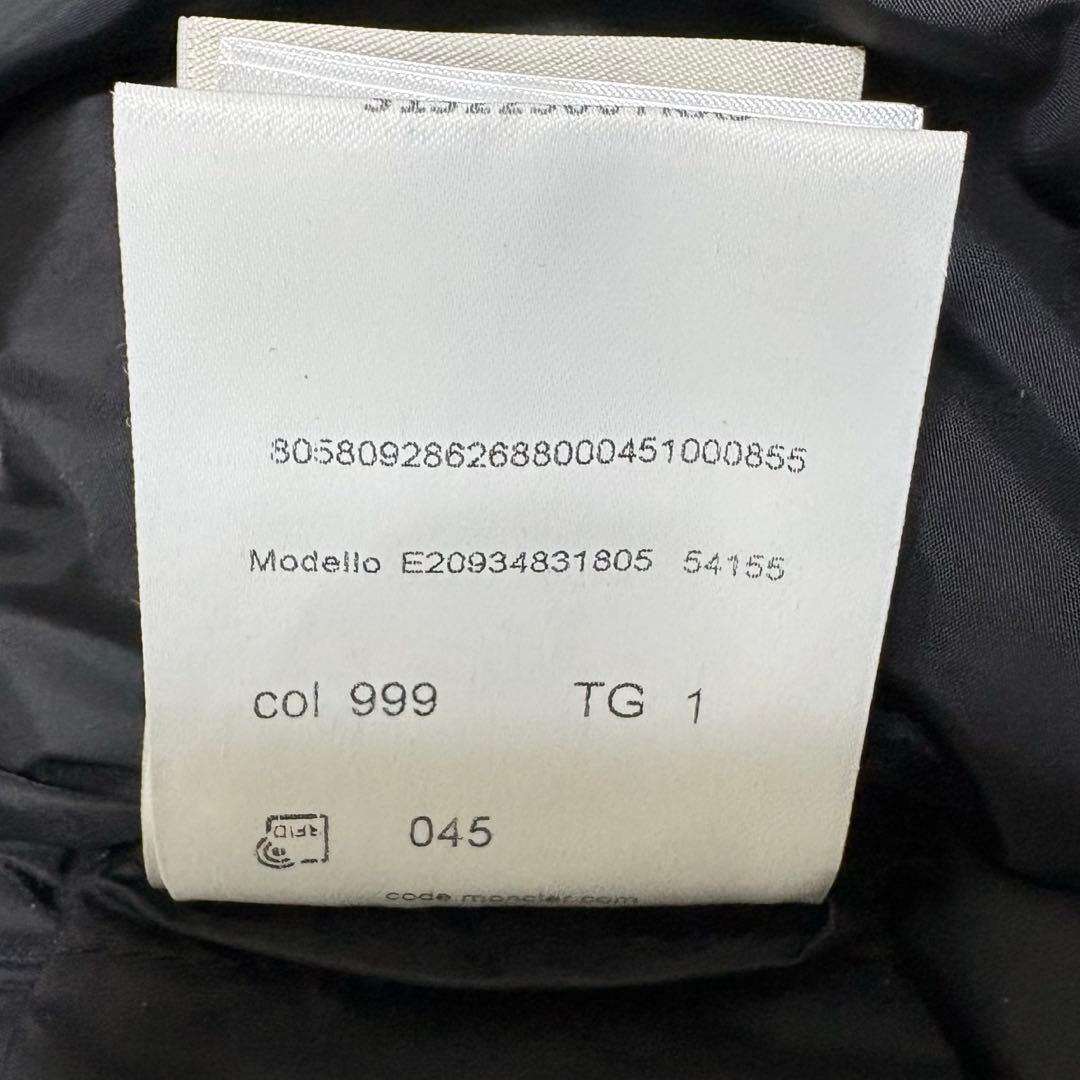 8058092862688000451000855
Modello E20934831805 54155
col 999 TG 1
RFID 045
code.moncler.com